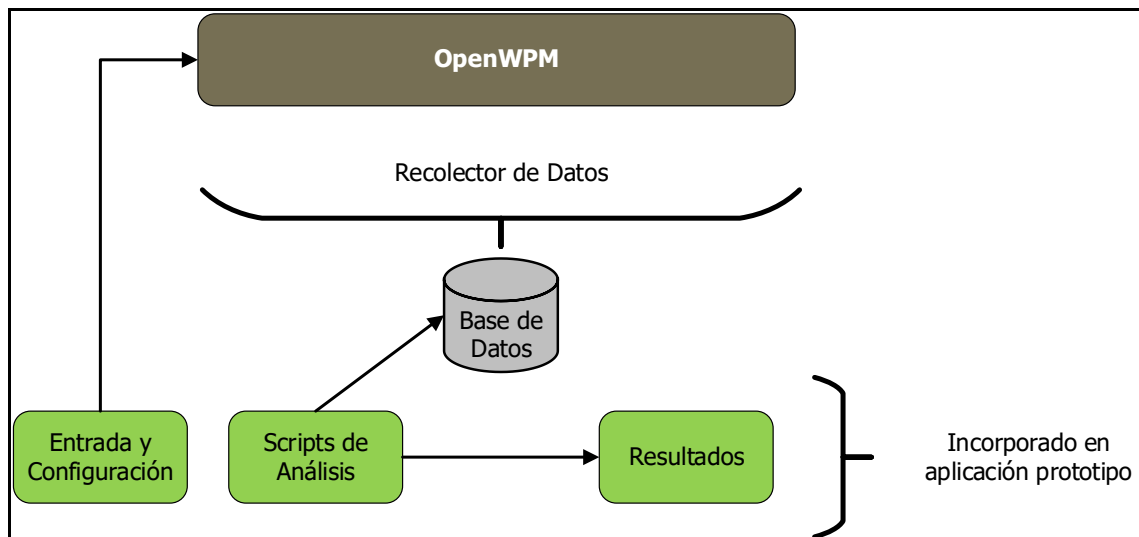 OpenWPM
Recolector de Datos
Base de
Datos
Entrada y
Configuración
Scripts de
Análisis
Resultados
Incorporado en
aplicación prototipo